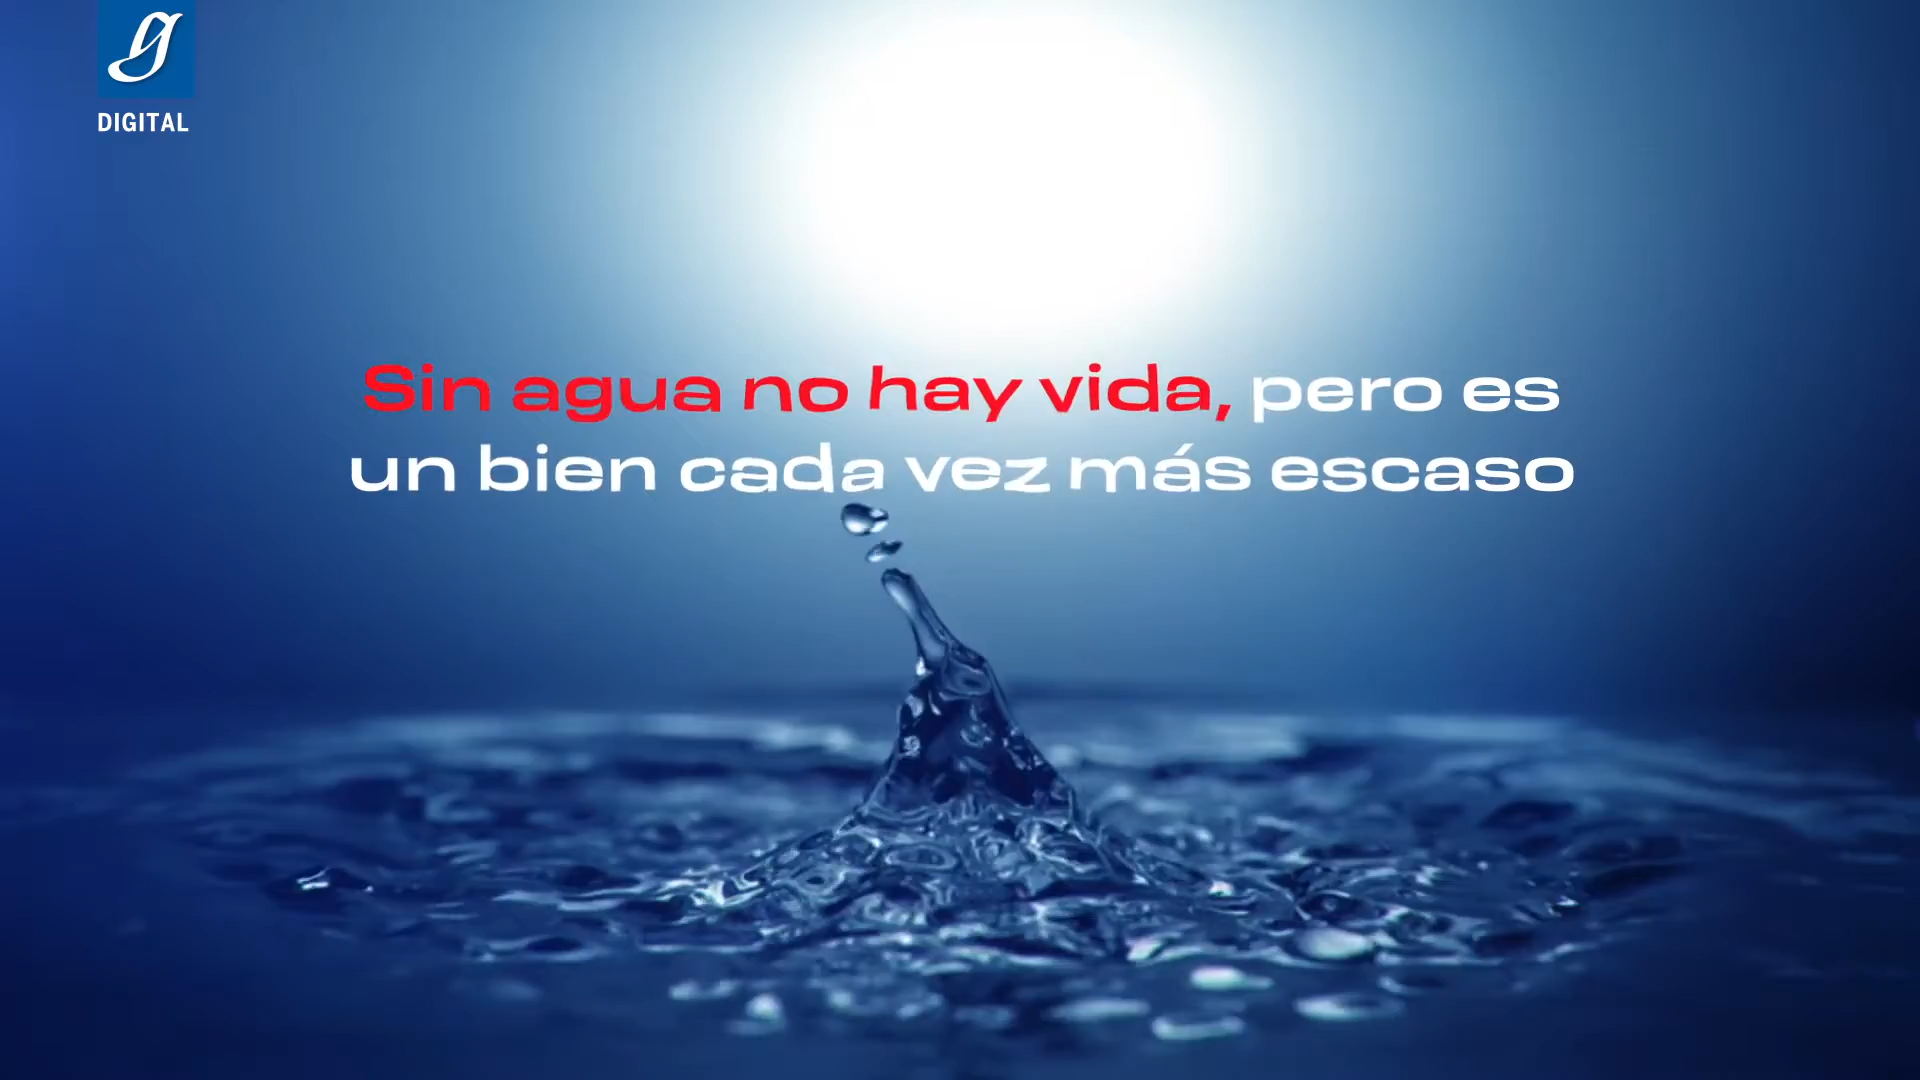 g
DIGITAL
Sin agua no hay vida, pero es
un bien cada vez más escaso